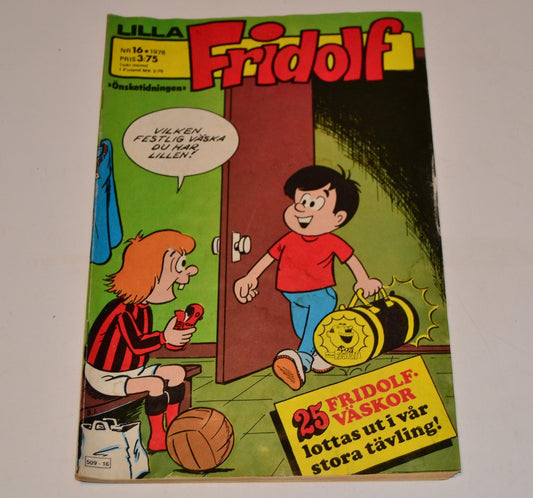 LILLA
Fridolf
NR 16 • 1978
PRIS 3:75
»Önsketidningen»
VILKEN
FESTLIG VÄSKA
DU HAR,
LILLEN!
25 FRIDOLF-
VÄSKOR
lottas ut i vår
stora tävling!
509 - 16